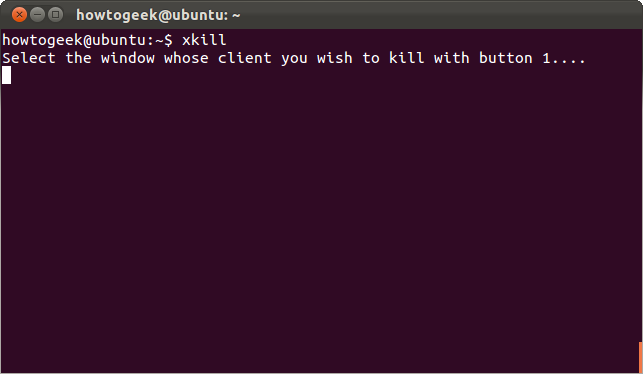 howtogeek@ubuntu: ~
howtogeek@ubuntu:~$ xkill
Select the window whose client you wish to kill with button 1....